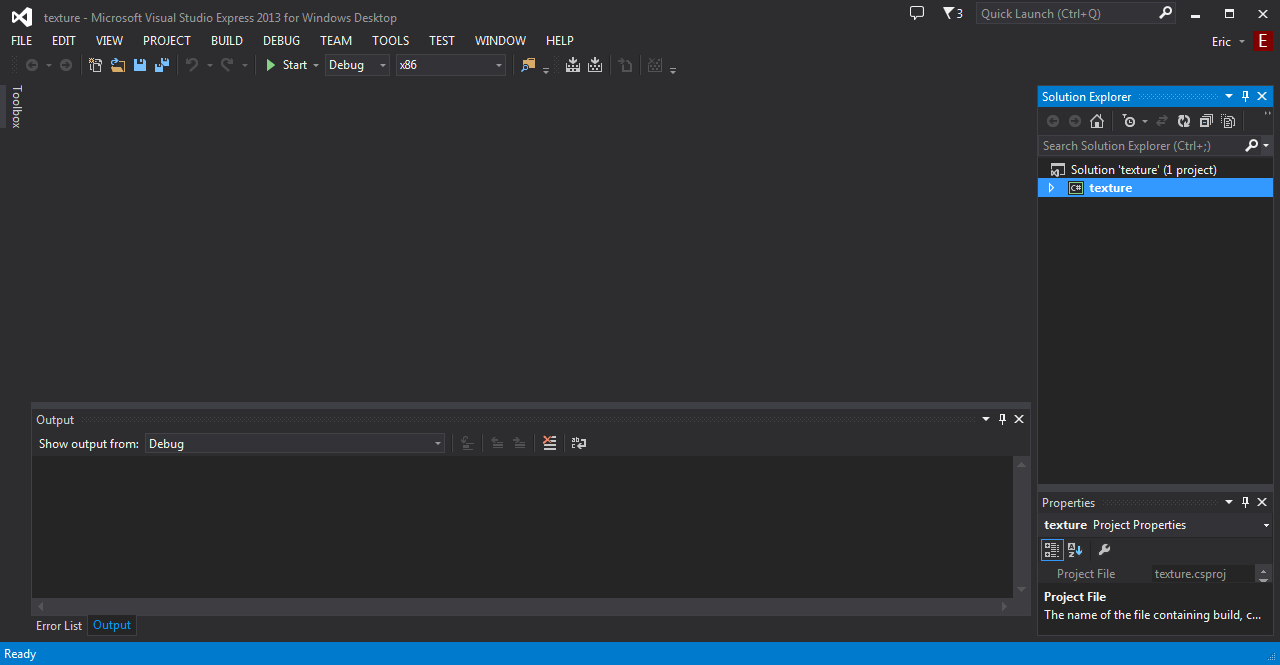 texture - Microsoft Visual Studio Express 2013 for Windows Desktop
3
Quick Launch (Ctrl+Q)
FILE EDIT VIEW PROJECT BUILD DEBUG TEAM TOOLS TEST WINDOW HELP
Eric E
Start Debug x86
Toolbox
Solution Explorer
Search Solution Explorer (Ctrl+;)
Solution 'texture' (1 project)
C# texture
Output
Show output from: Debug
Error List Output
Properties
texture Project Properties
Project File texture.csproj
Project File
The name of the file containing build, c...
Ready